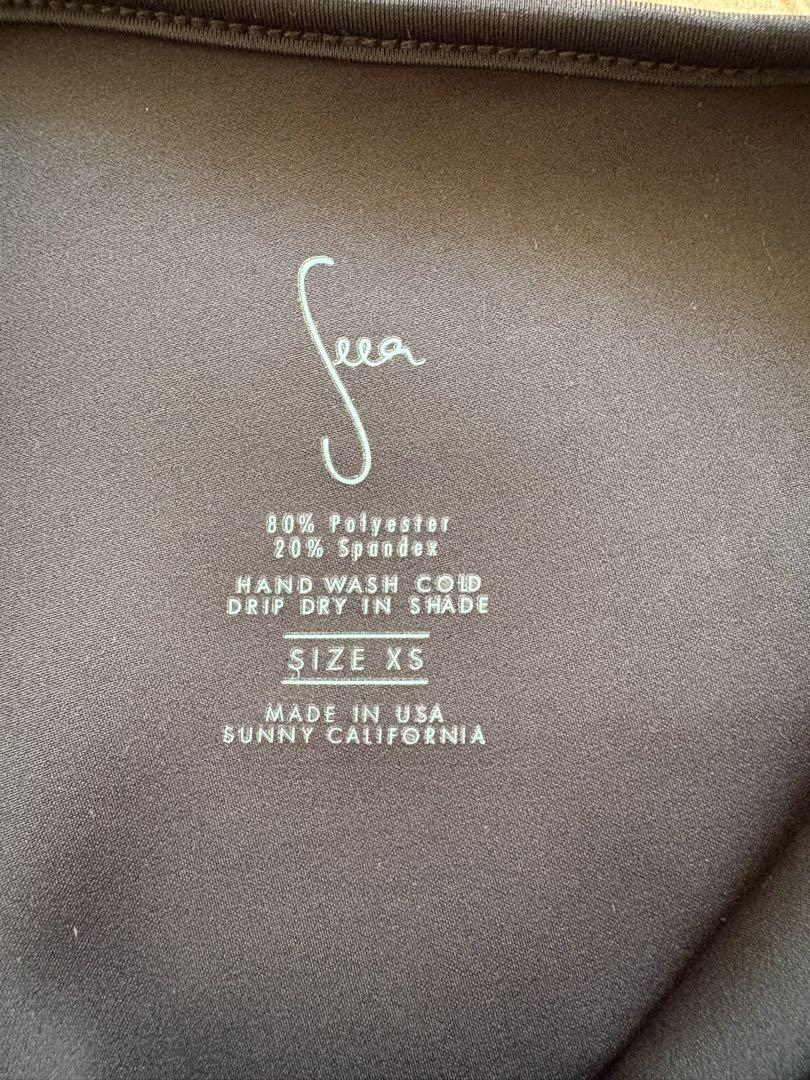 Seea
80% Polyester
20% Spandex
HAND WASH COLD
DRIP DRY IN SHADE
SIZE XS
MADE IN USA
SUNNY CALIFORNIA